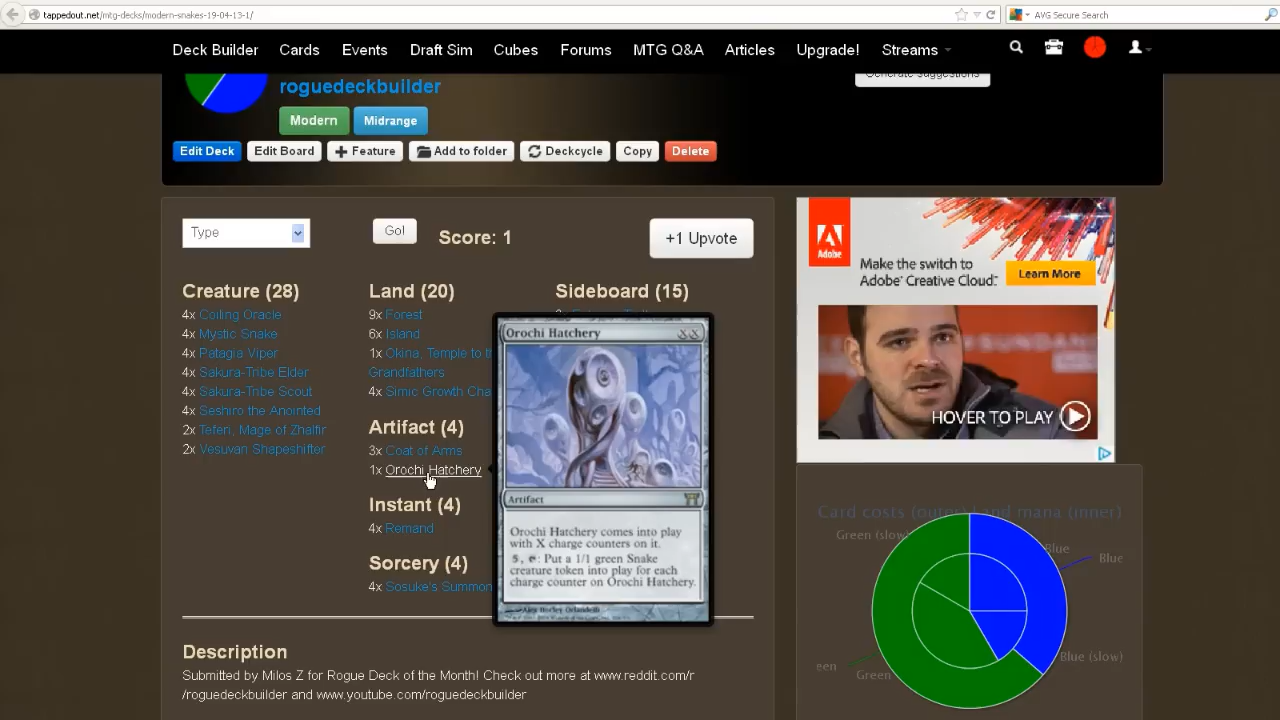 tappedout.net/mtg-decks/modern-snakes-19-04-13-1/
AVG Secure Search
Deck Builder Cards Events Draft Sim Cubes Forums MTG Q&A Articles Upgrade! Streams
roguedeckbuilder
Generate suggestions
Modern Midrange
Edit Deck Edit Board + Feature Add to folder Deckcycle Copy Delete
Type Go! Score: 1 +1 Upvote
Creature (28)
4x Coiling Oracle
4x Mystic Snake
4x Patagia Viper
4x Sakura-Tribe Elder
4x Sakura-Tribe Scout
4x Seshiro the Anointed
2x Teferi, Mage of Zhalfir
2x Vesuvan Shapeshifter
Land (20)
9x Forest
6x Island
1x Okina, Temple to th
Grandfathers
4x Simic Growth Cha
Artifact (4)
3x Coat of Arms
1x Orochi Hatchery
Instant (4)
4x Remand
Sorcery (4)
4x Sosuke's Summon
Sideboard (15)
Orochi Hatchery XX
Artifact
Orochi Hatchery comes into play
with X charge counters on it.
5, : Put a 1/1 green Snake
creature token into play for each
charge counter on Orochi Hatchery.
Adobe
Make the switch to
Adobe Creative Cloud.
Learn More
HOVER TO PLAY
Card costs (outer) and mana (inner)
Green (slow)
Blue
Blue
Blue (slow)
een
Green
Description
Submitted by Milos Z for Rogue Deck of the Month! Check out more at www.reddit.com/r
/roguedeckbuilder and www.youtube.com/roguedeckbuilder